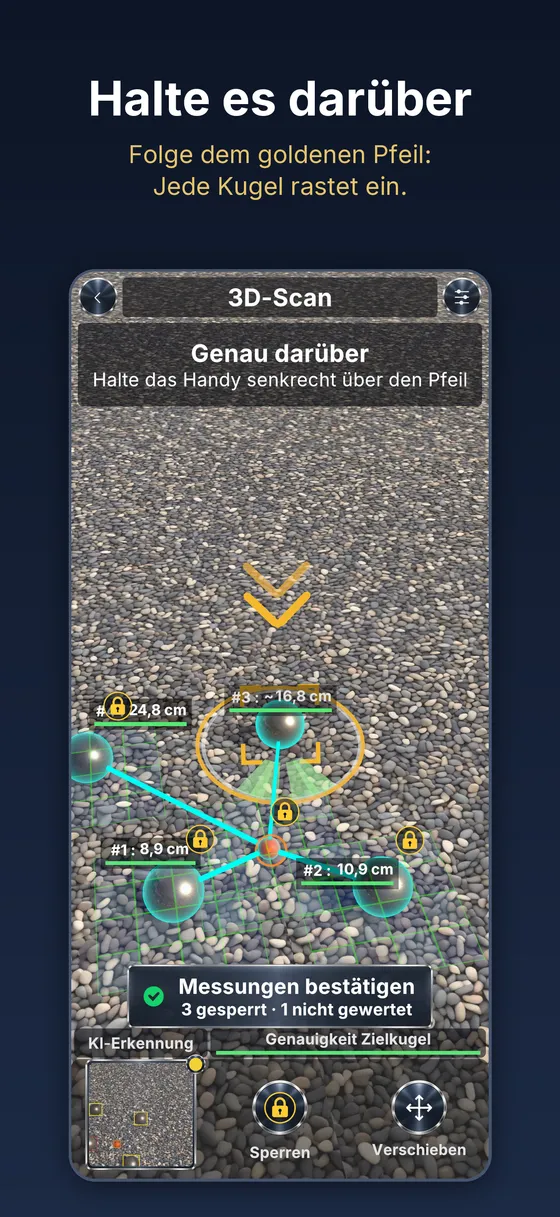 Halte es darüber
Folge dem goldenen Pfeil:
Jede Kugel rastet ein.
3D-Scan
Genau darüber
Halte das Handy senkrecht über den Pfeil
#3 : ~16,8 cm
24,8 cm
#1 : 8,9 cm
#2 : 10,9 cm
Messungen bestätigen
3 gesperrt · 1 nicht gewertet
KI-Erkennung
Genauigkeit Zielkugel
Sperren
Verschieben